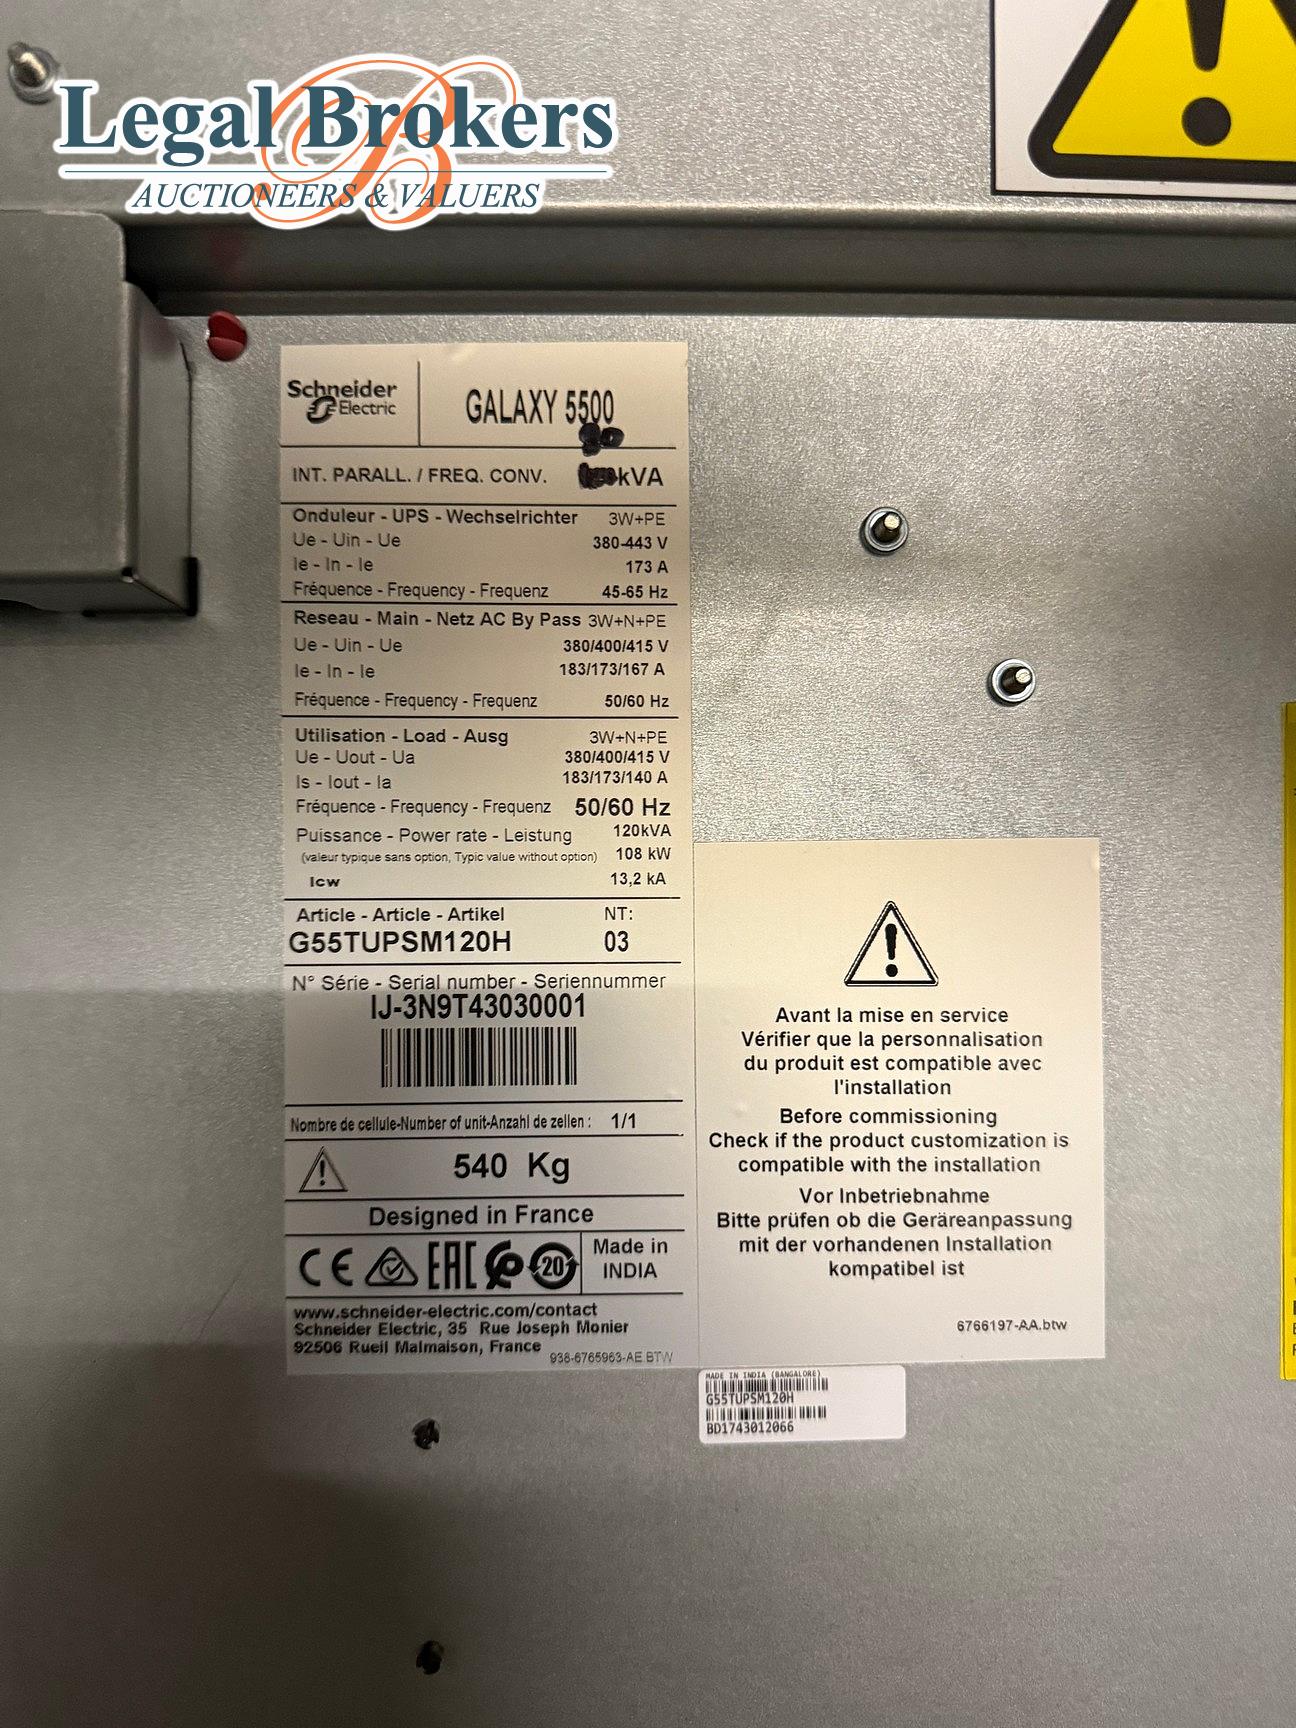 Legal Brokers
AUCTIONEERS & VALUERS
Schneider
Electric
GALAXY 5500
INT. PARALL. / FREQ. CONV. kVA
Onduleur - UPS - Wechselrichter 3W+PE
Ue - Uin - Ue 380-443 V
Ie - In - Ie 173 A
Fréquence - Frequency - Frequenz 45-65 Hz
Reseau - Main - Netz AC By Pass 3W+N+PE
Ue - Uin - Ue 380/400/415 V
Ie - In - Ie 183/173/167 A
Fréquence - Frequency - Frequenz 50/60 Hz
Utilisation - Load - Ausg 3W+N+PE
Ue - Uout - Ua 380/400/415 V
Is - Iout - Ia 183/173/140 A
Fréquence - Frequency - Frequenz 50/60 Hz
Puissance - Power rate - Leistung 120kVA
(valeur typique sans option, Typic value without option) 108 kW
Icw 13,2 kA
Article - Article - Artikel NT:
G55TUPSM120H 03
N° Série - Serial number - Seriennummer
IJ-3N9T43030001
Nombre de cellule-Number of unit-Anzahl de zellen : 1/1
540 Kg
Designed in France
CE EAC 20 Made in
INDIA
www.schneider-electric.com/contact
Schneider Electric, 35 Rue Joseph Monier
92506 Rueil Malmaison, France 938-6765963-AE BTW
Avant la mise en service
Vérifier que la personnalisation
du produit est compatible avec
l'installation
Before commissioning
Check if the product customization is
compatible with the installation
Vor Inbetriebnahme
Bitte prüfen ob die Geräreanpassung
mit der vorhandenen Installation
kompatibel ist
6766197-AA.btw
MADE IN INDIA (BANGALORE)
G55TUPSM120H
BD1743012066